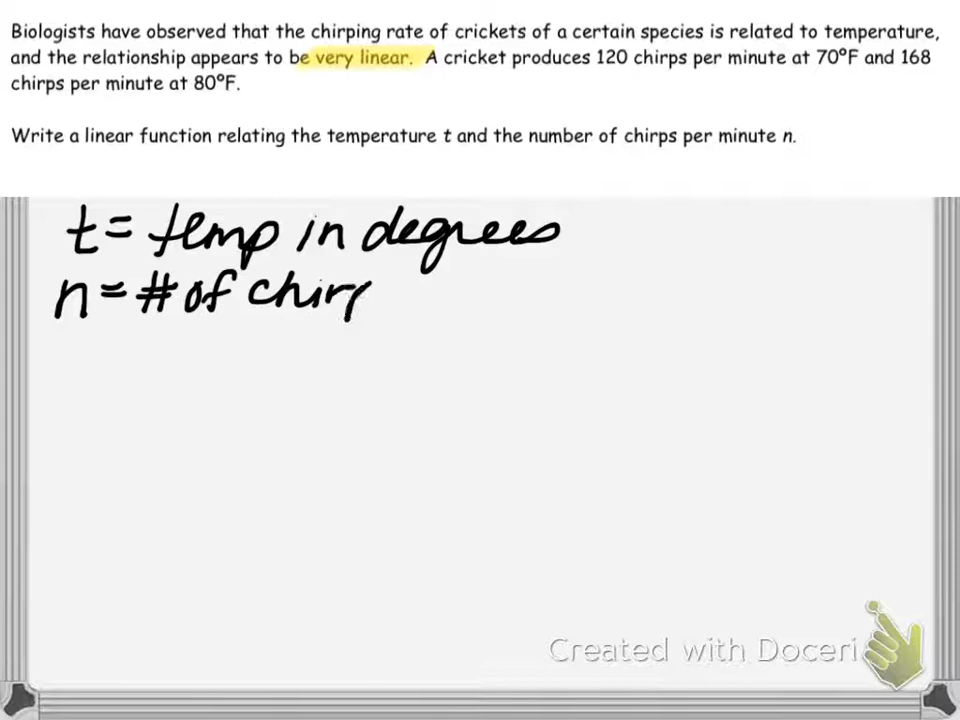 Biologists have observed that the chirping rate of crickets of a certain species is related to temperature,
and the relationship appears to be very linear. A cricket produces 120 chirps per minute at 70°F and 168
chirps per minute at 80°F.
Write a linear function relating the temperature t and the number of chirps per minute n.
t = temp in degrees
n = # of chirp
Created with Doceri